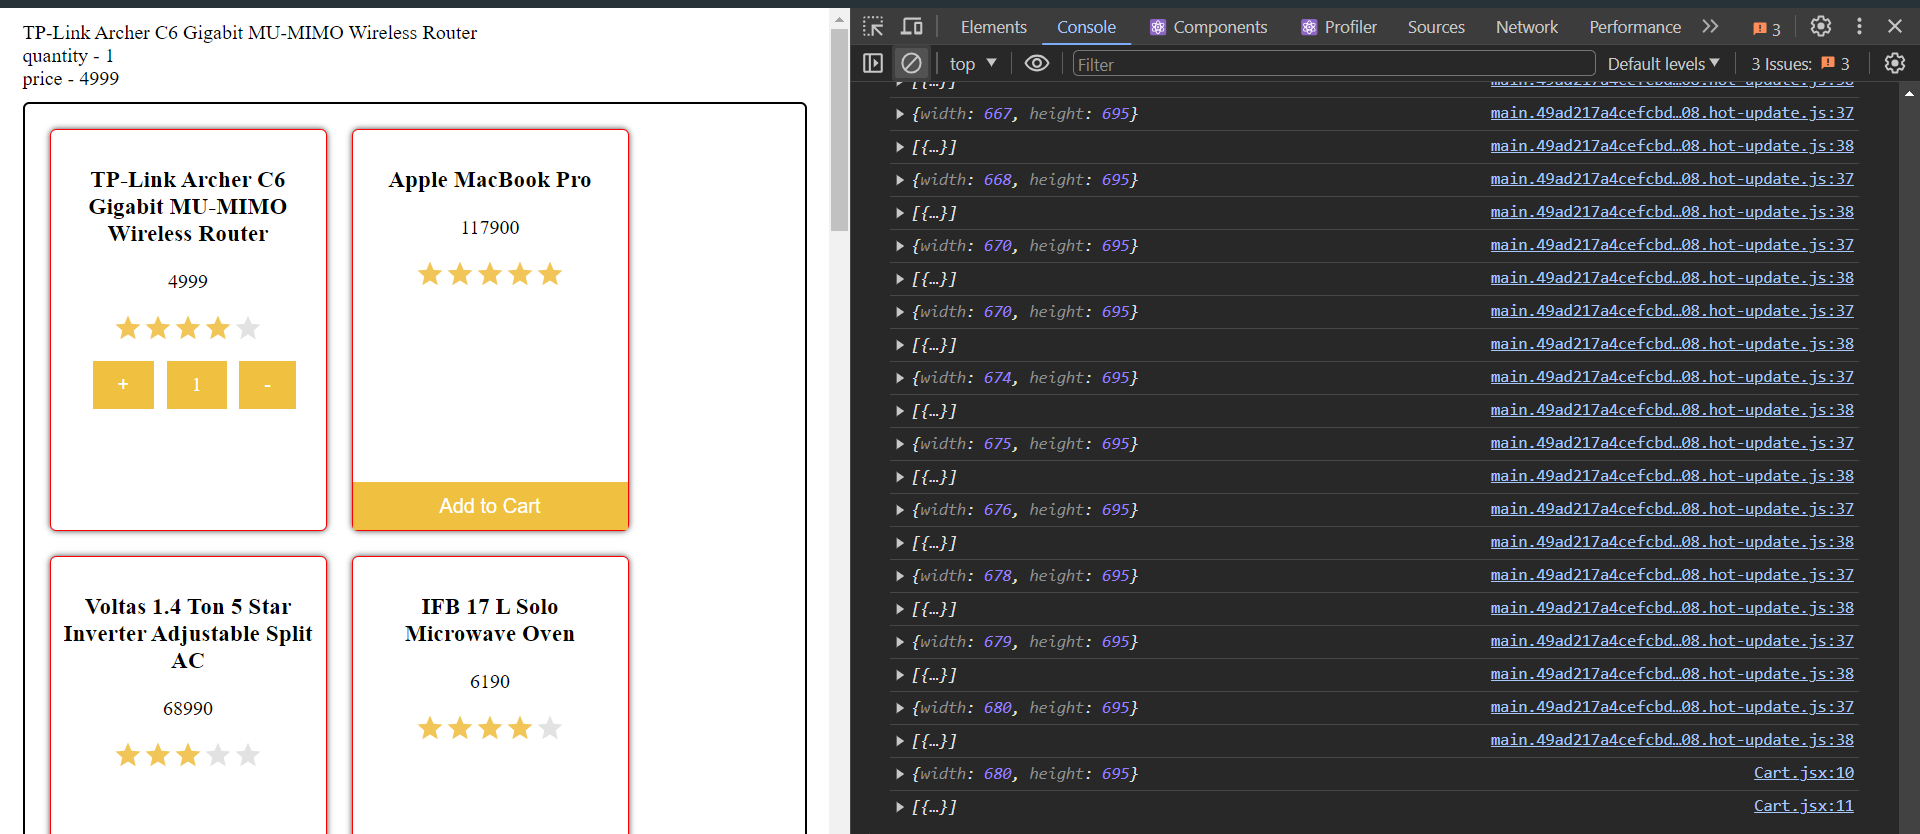 TP-Link Archer C6 Gigabit MU-MIMO Wireless Router
quantity - 1
price - 4999
TP-Link Archer C6
Gigabit MU-MIMO
Wireless Router
4999
+ 1 -
Apple MacBook Pro
117900
Add to Cart
Voltas 1.4 Ton 5 Star
Inverter Adjustable Split
AC
68990
IFB 17 L Solo
Microwave Oven
6190
Elements Console Components Profiler Sources Network Performance 3
top Filter Default levels 3 Issues: 3
[{…}] main.49ad217a4cefcbd…08.hot-update.js:38
{width: 667, height: 695} main.49ad217a4cefcbd…08.hot-update.js:37
[{…}] main.49ad217a4cefcbd…08.hot-update.js:38
{width: 668, height: 695} main.49ad217a4cefcbd…08.hot-update.js:37
[{…}] main.49ad217a4cefcbd…08.hot-update.js:38
{width: 670, height: 695} main.49ad217a4cefcbd…08.hot-update.js:37
[{…}] main.49ad217a4cefcbd…08.hot-update.js:38
{width: 670, height: 695} main.49ad217a4cefcbd…08.hot-update.js:37
[{…}] main.49ad217a4cefcbd…08.hot-update.js:38
{width: 674, height: 695} main.49ad217a4cefcbd…08.hot-update.js:37
[{…}] main.49ad217a4cefcbd…08.hot-update.js:38
{width: 675, height: 695} main.49ad217a4cefcbd…08.hot-update.js:37
[{…}] main.49ad217a4cefcbd…08.hot-update.js:38
{width: 676, height: 695} main.49ad217a4cefcbd…08.hot-update.js:37
[{…}] main.49ad217a4cefcbd…08.hot-update.js:38
{width: 678, height: 695} main.49ad217a4cefcbd…08.hot-update.js:37
[{…}] main.49ad217a4cefcbd…08.hot-update.js:38
{width: 679, height: 695} main.49ad217a4cefcbd…08.hot-update.js:37
[{…}] main.49ad217a4cefcbd…08.hot-update.js:38
{width: 680, height: 695} main.49ad217a4cefcbd…08.hot-update.js:37
[{…}] main.49ad217a4cefcbd…08.hot-update.js:38
{width: 680, height: 695} Cart.jsx:10
[{…}] Cart.jsx:11